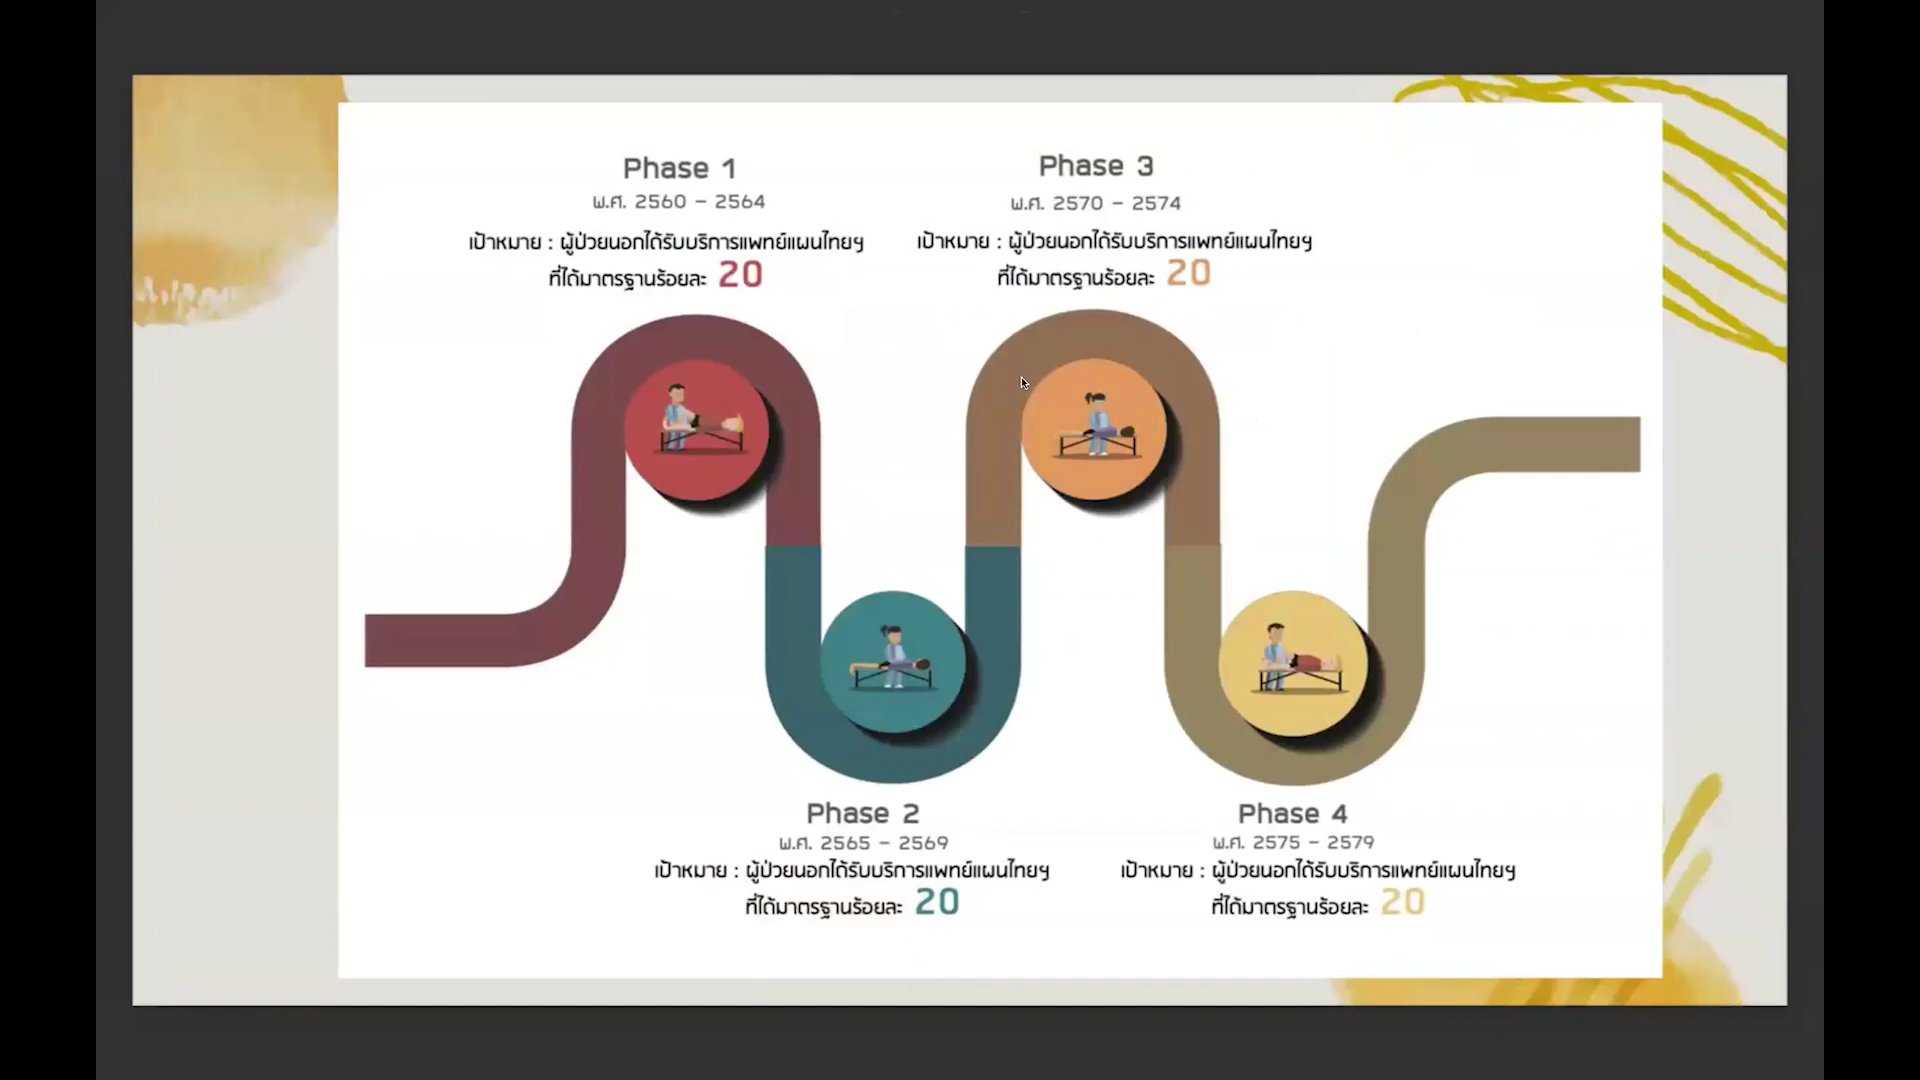 Phase 1
พ.ศ. 2560 - 2564
เป้าหมาย : ผู้ป่วยนอกได้รับบริการแพทย์แผนไทยฯ
ที่ได้มาตรฐานร้อยละ 20
Phase 3
พ.ศ. 2570 - 2574
เป้าหมาย : ผู้ป่วยนอกได้รับบริการแพทย์แผนไทยฯ
ที่ได้มาตรฐานร้อยละ 20
Phase 2
พ.ศ. 2565 - 2569
เป้าหมาย : ผู้ป่วยนอกได้รับบริการแพทย์แผนไทยฯ
ที่ได้มาตรฐานร้อยละ 20
Phase 4
พ.ศ. 2575 - 2579
เป้าหมาย : ผู้ป่วยนอกได้รับบริการแพทย์แผนไทยฯ
ที่ได้มาตรฐานร้อยละ 20